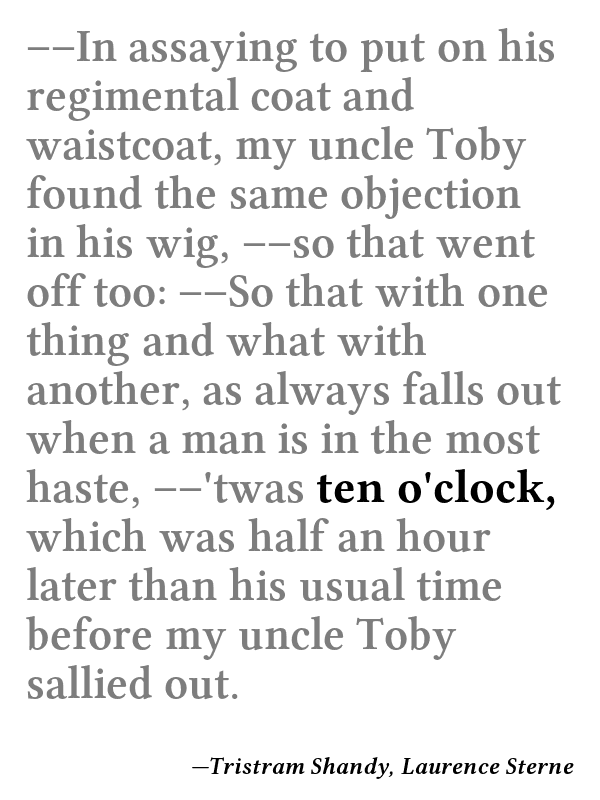 ––In assaying to put on his
regimental coat and
waistcoat, my uncle Toby
found the same objection
in his wig, ––so that went
off too: ––So that with one
thing and what with
another, as always falls out
when a man is in the most
haste, ––'twas ten o'clock,
which was half an hour
later than his usual time
before my uncle Toby
sallied out.
—Tristram Shandy, Laurence Sterne